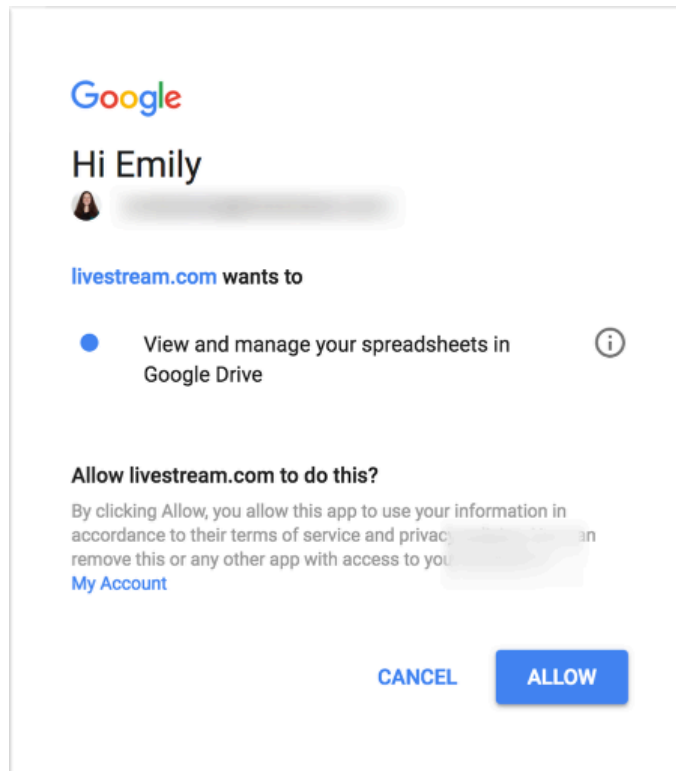 Google
Hi Emily
livestream.com wants to
View and manage your spreadsheets in
Google Drive
Allow livestream.com to do this?
By clicking Allow, you allow this app to use your information in
accordance to their terms of service and
remove this or any other app with access to
My Account
CANCEL ALLOW